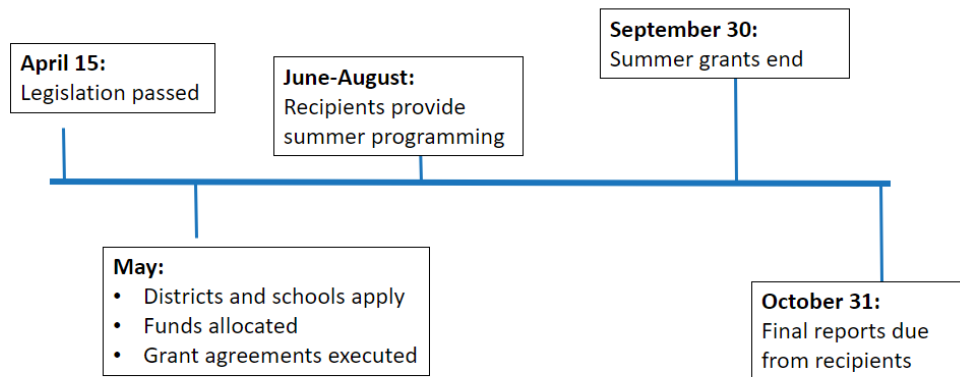 April 15:
Legislation passed
May:
• Districts and schools apply
• Funds allocated
• Grant agreements executed
June-August:
Recipients provide
summer programming
September 30:
Summer grants end
October 31:
Final reports due
from recipients